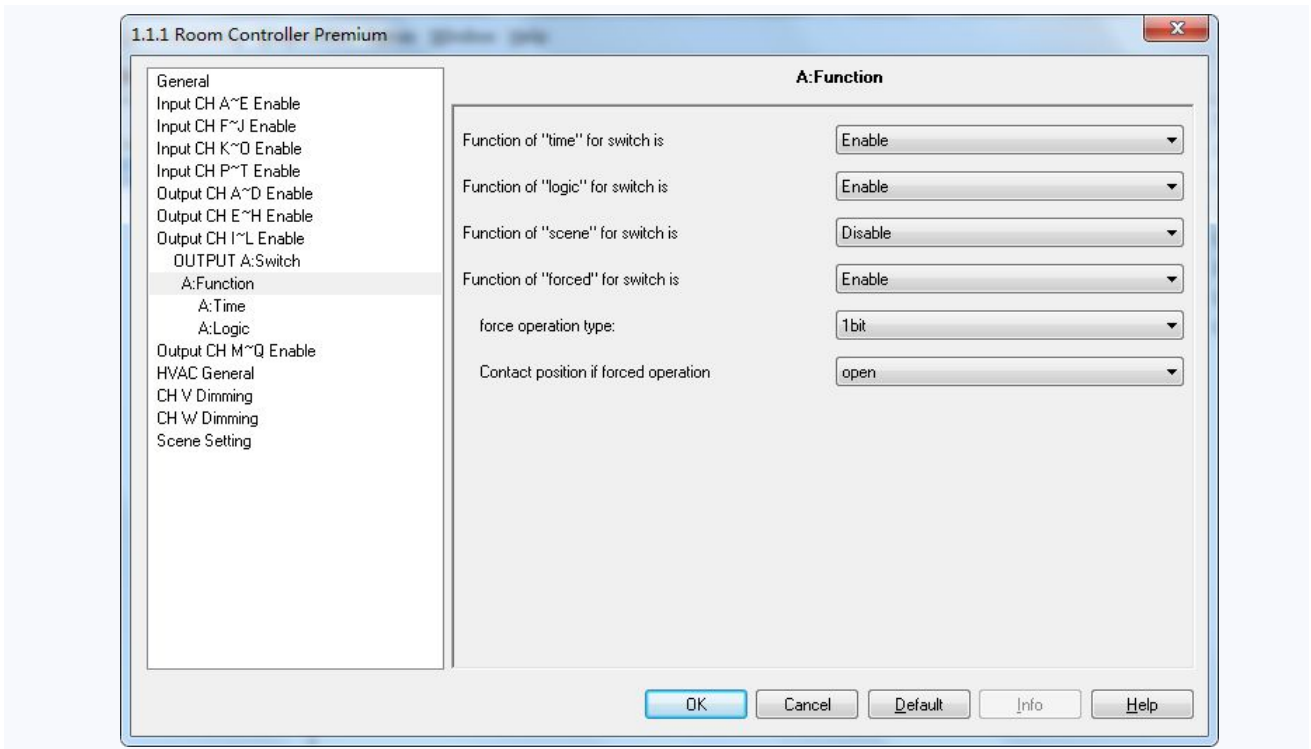 1.1.1 Room Controller Premium
General
Input CH A~E Enable
Input CH F~J Enable
Input CH K~O Enable
Input CH P~T Enable
Output CH A~D Enable
Output CH E~H Enable
Output CH I~L Enable
OUTPUT A:Switch
A:Function
A:Time
A:Logic
Output CH M~Q Enable
HVAC General
CH V Dimming
CH W Dimming
Scene Setting
A:Function
Function of "time" for switch is Enable
Function of "logic" for switch is Enable
Function of "scene" for switch is Disable
Function of "forced" for switch is Enable
force operation type: 1bit
Contact position if forced operation open
OK Cancel Default Info Help